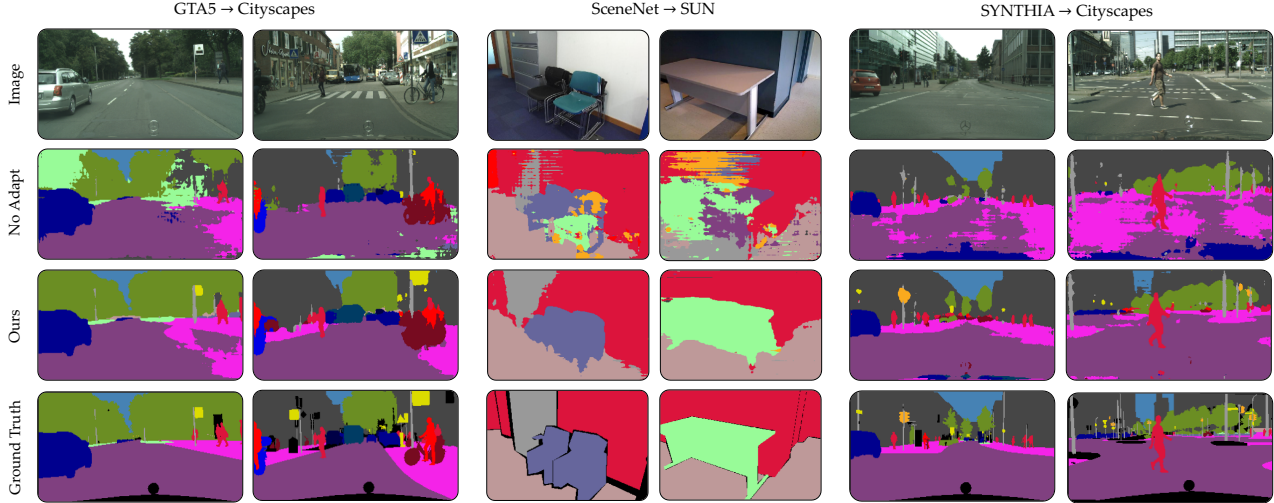 GTA5 → Cityscapes
SceneNet → SUN
SYNTHIA → Cityscapes
Image
No Adapt
Ours
Ground Truth